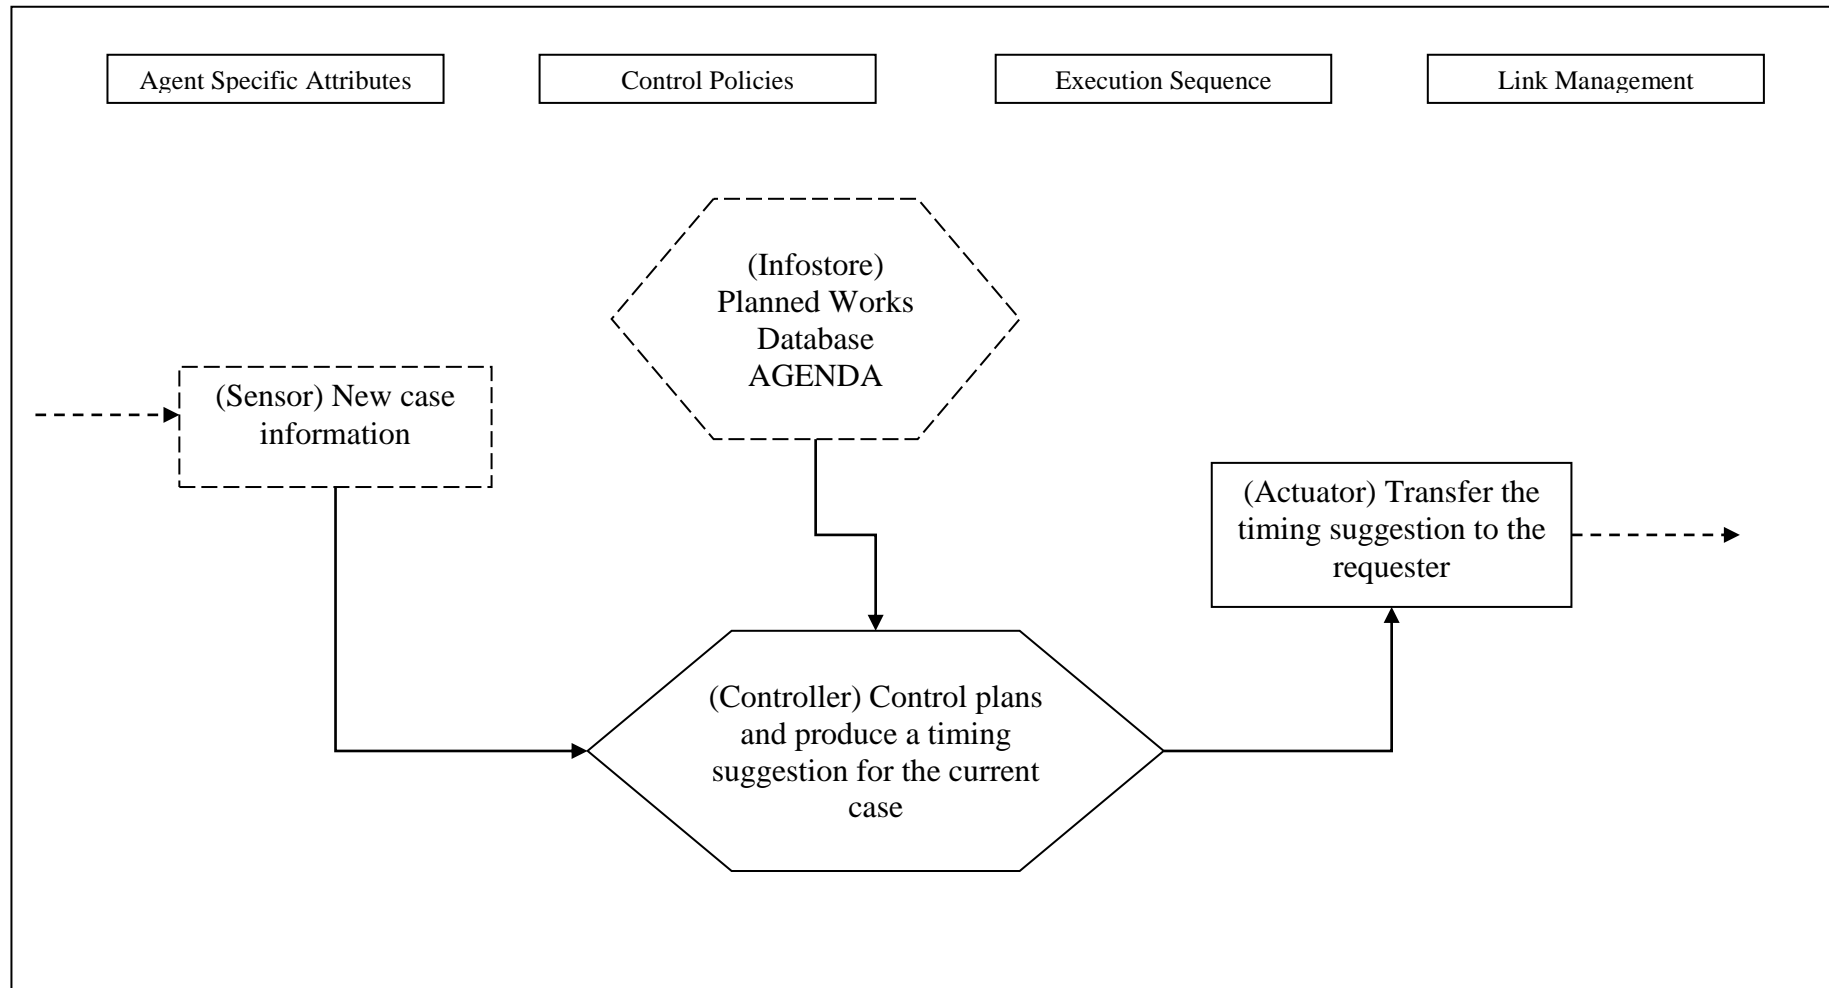 Agent Specific Attributes
Control Policies
Execution Sequence
Link Management
(Infostore)
Planned Works
Database
AGENDA
(Sensor) New case
information
(Actuator) Transfer the
timing suggestion to the
requester
(Controller) Control plans
and produce a timing
suggestion for the current
case